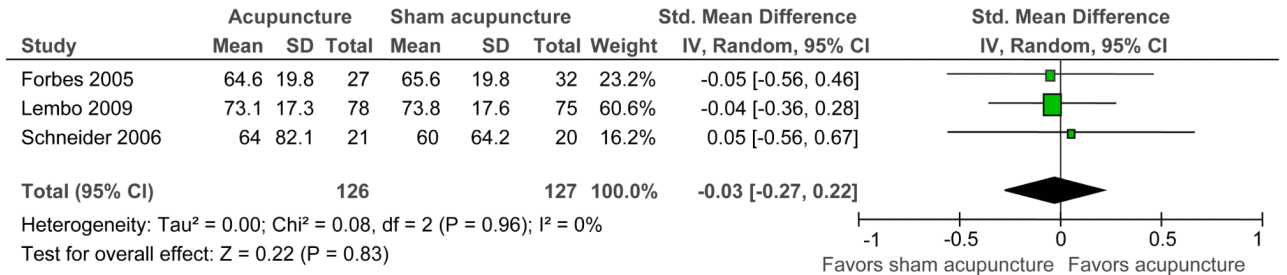 Acupuncture Sham acupuncture Std. Mean Difference Std. Mean Difference
Study Mean SD Total Mean SD Total Weight IV, Random, 95% CI IV, Random, 95% CI
Forbes 2005 64.6 19.8 27 65.6 19.8 32 23.2% -0.05 [-0.56, 0.46]
Lembo 2009 73.1 17.3 78 73.8 17.6 75 60.6% -0.04 [-0.36, 0.28]
Schneider 2006 64 82.1 21 60 64.2 20 16.2% 0.05 [-0.56, 0.67]
Total (95% CI) 126 127 100.0% -0.03 [-0.27, 0.22]
Heterogeneity: Tau² = 0.00; Chi² = 0.08, df = 2 (P = 0.96); I² = 0%
Test for overall effect: Z = 0.22 (P = 0.83)
-1 -0.5 0 0.5 1
Favors sham acupuncture Favors acupuncture